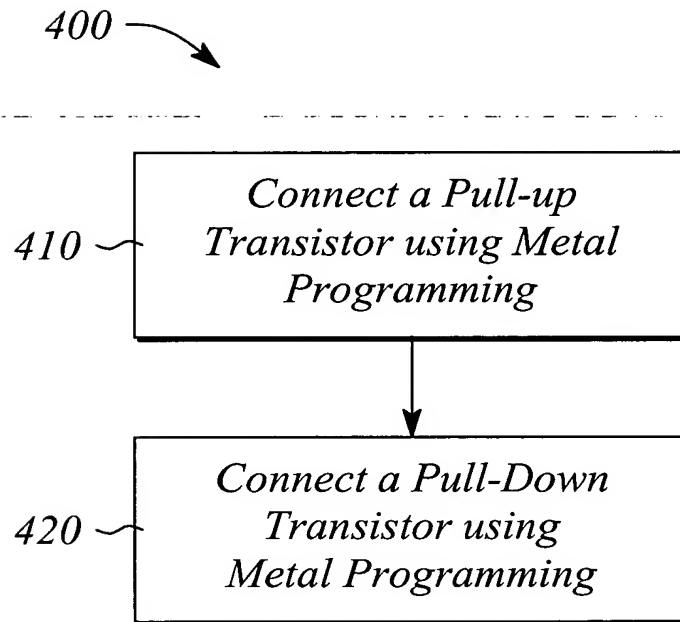 400
Connect a Pull-up
Transistor using Metal
Programming
410
Connect a Pull-Down
Transistor using
Metal Programming
420